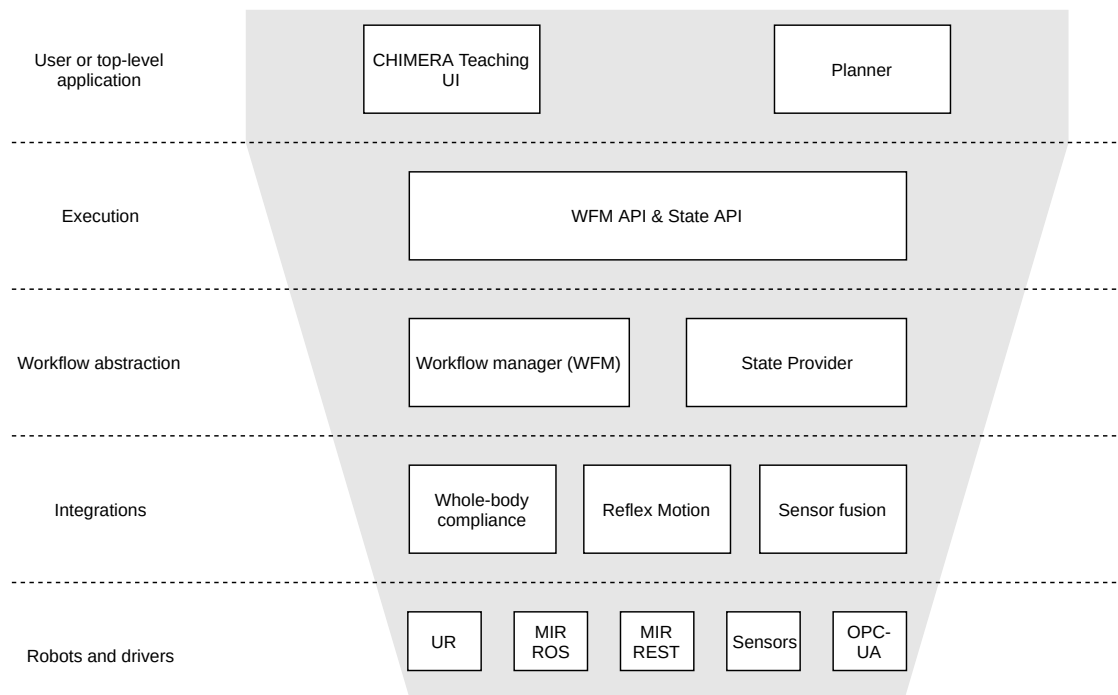 User or top-level
application
CHIMERA Teaching
UI
Planner
Execution
WFM API & State API
Workflow abstraction
Workflow manager (WFM)
State Provider
Integrations
Whole-body
compliance
Reflex Motion
Sensor fusion
Robots and drivers
UR
MIR
ROS
MIR
REST
Sensors
OPC-
UA